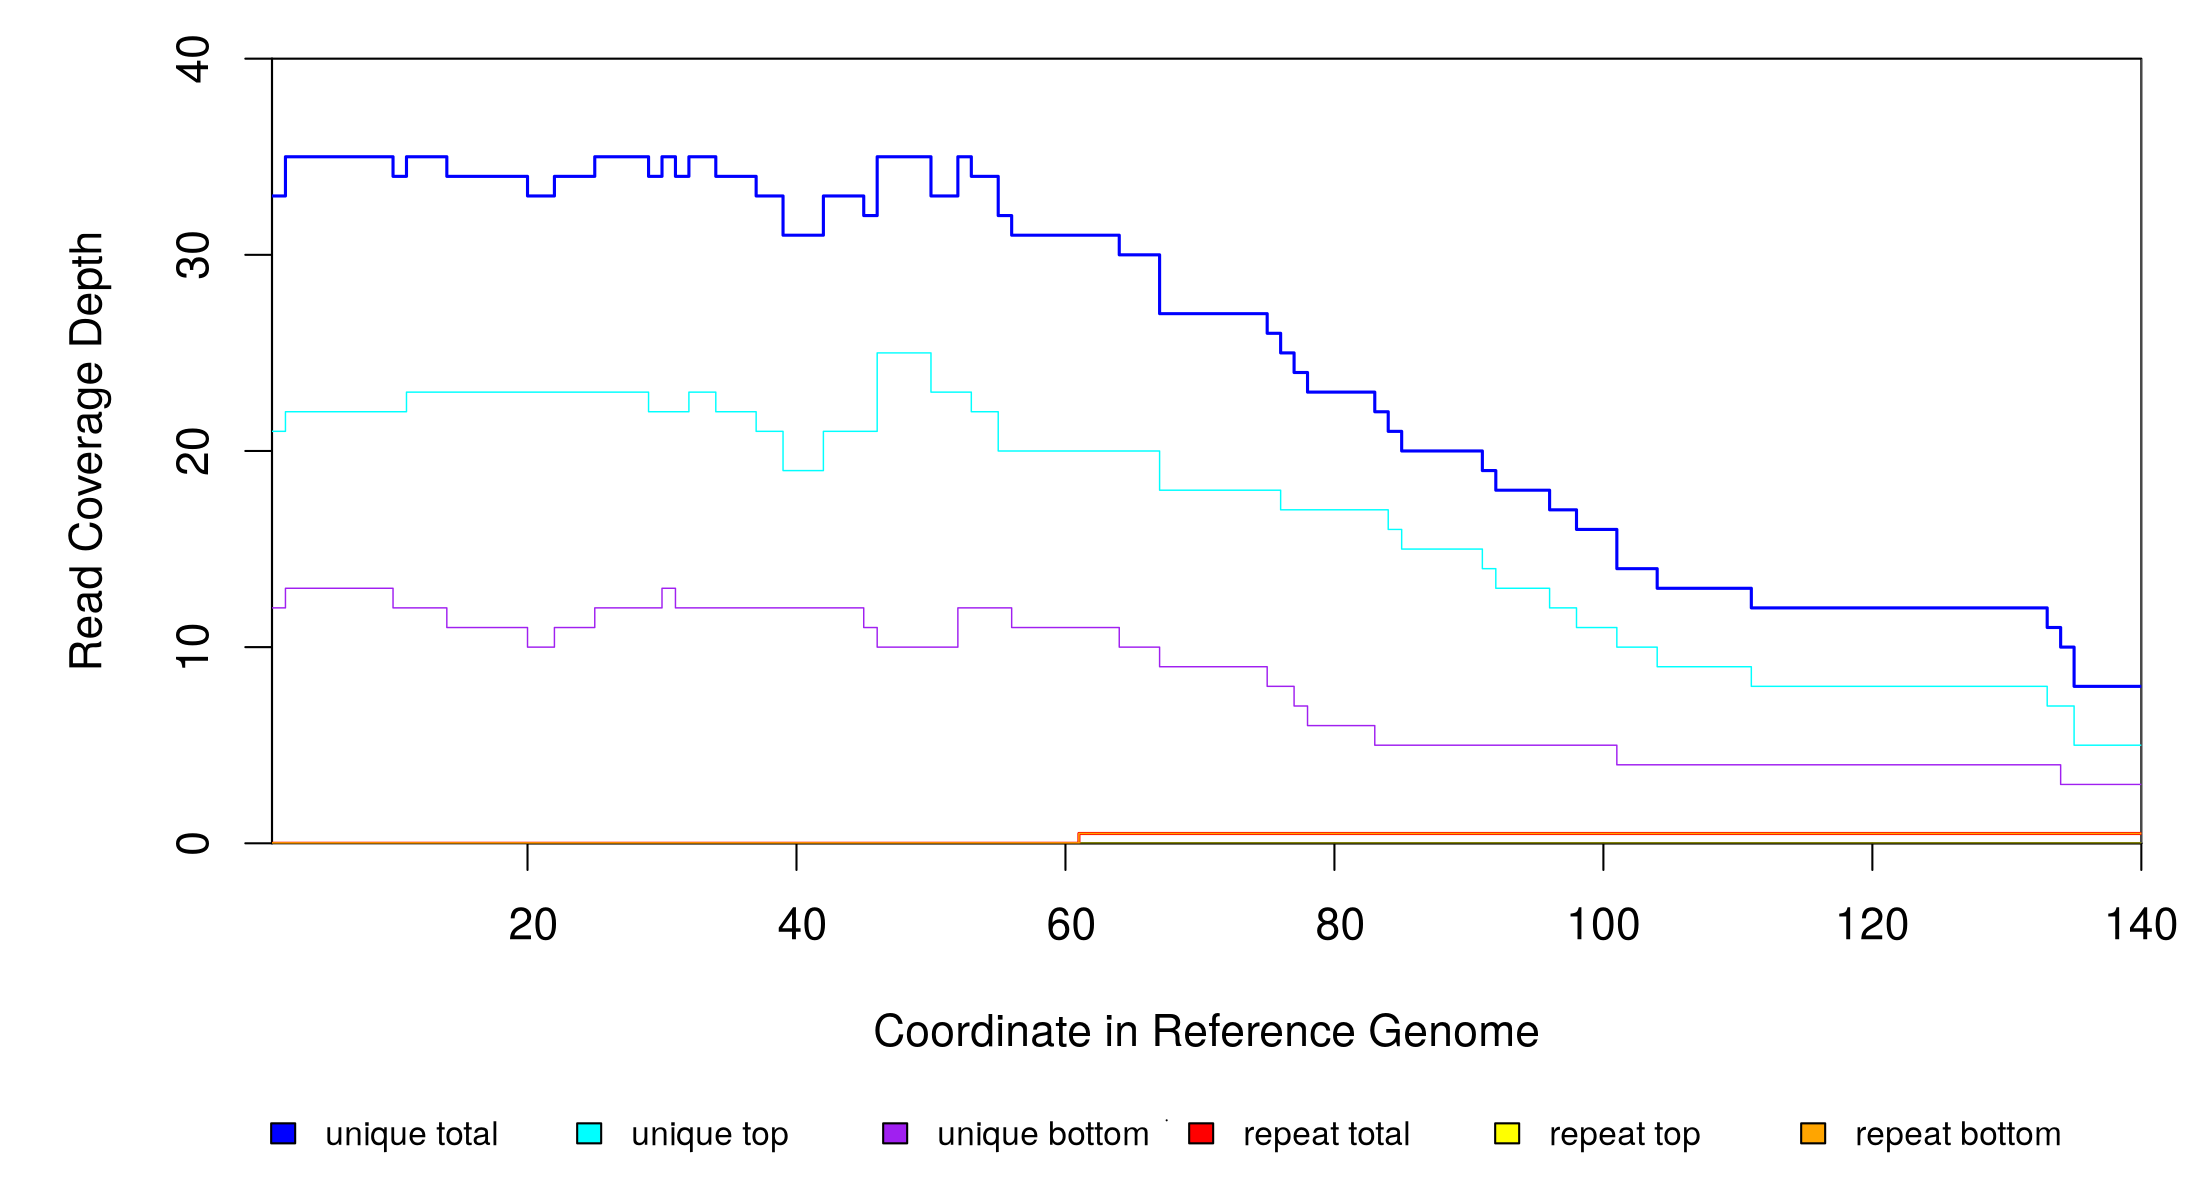 40
30
20
10
0
Read Coverage Depth
20 40 60 80 100 120 140
Coordinate in Reference Genome
unique total unique top unique bottom repeat total repeat top repeat bottom